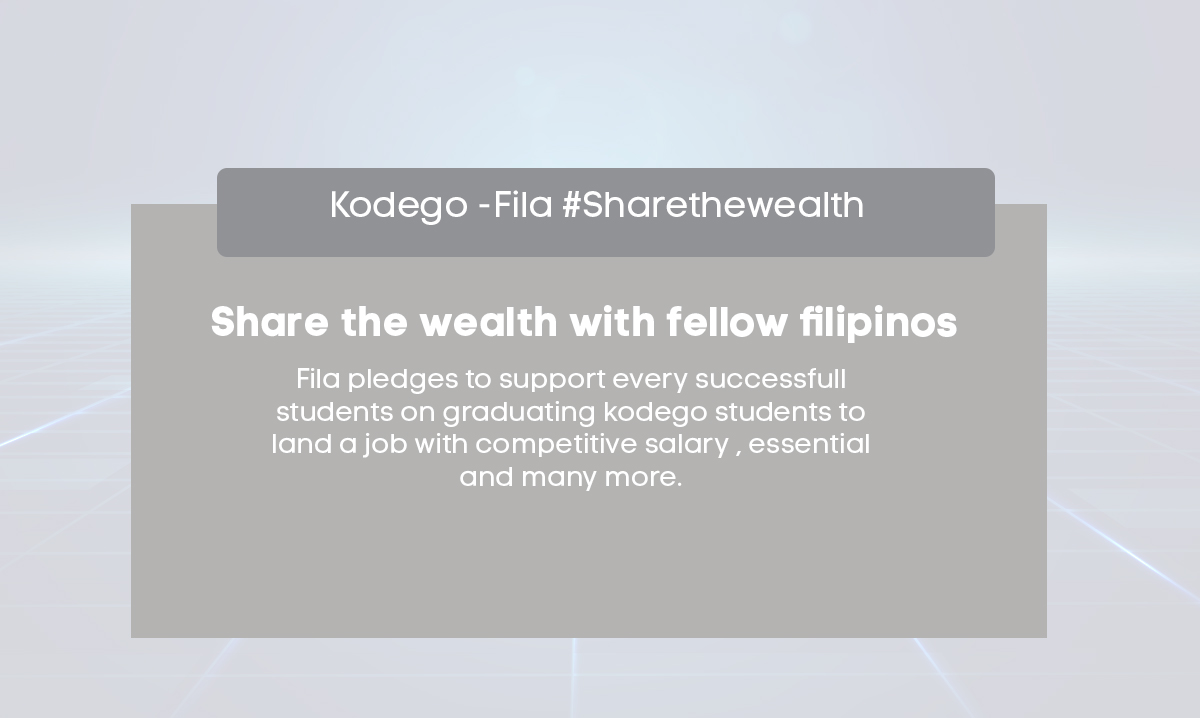 Kodego -Fila #Sharethewealth
Share the wealth with fellow filipinos
Fila pledges to support every successfull
students on graduating kodego students to
land a job with competitive salary , essential
and many more.